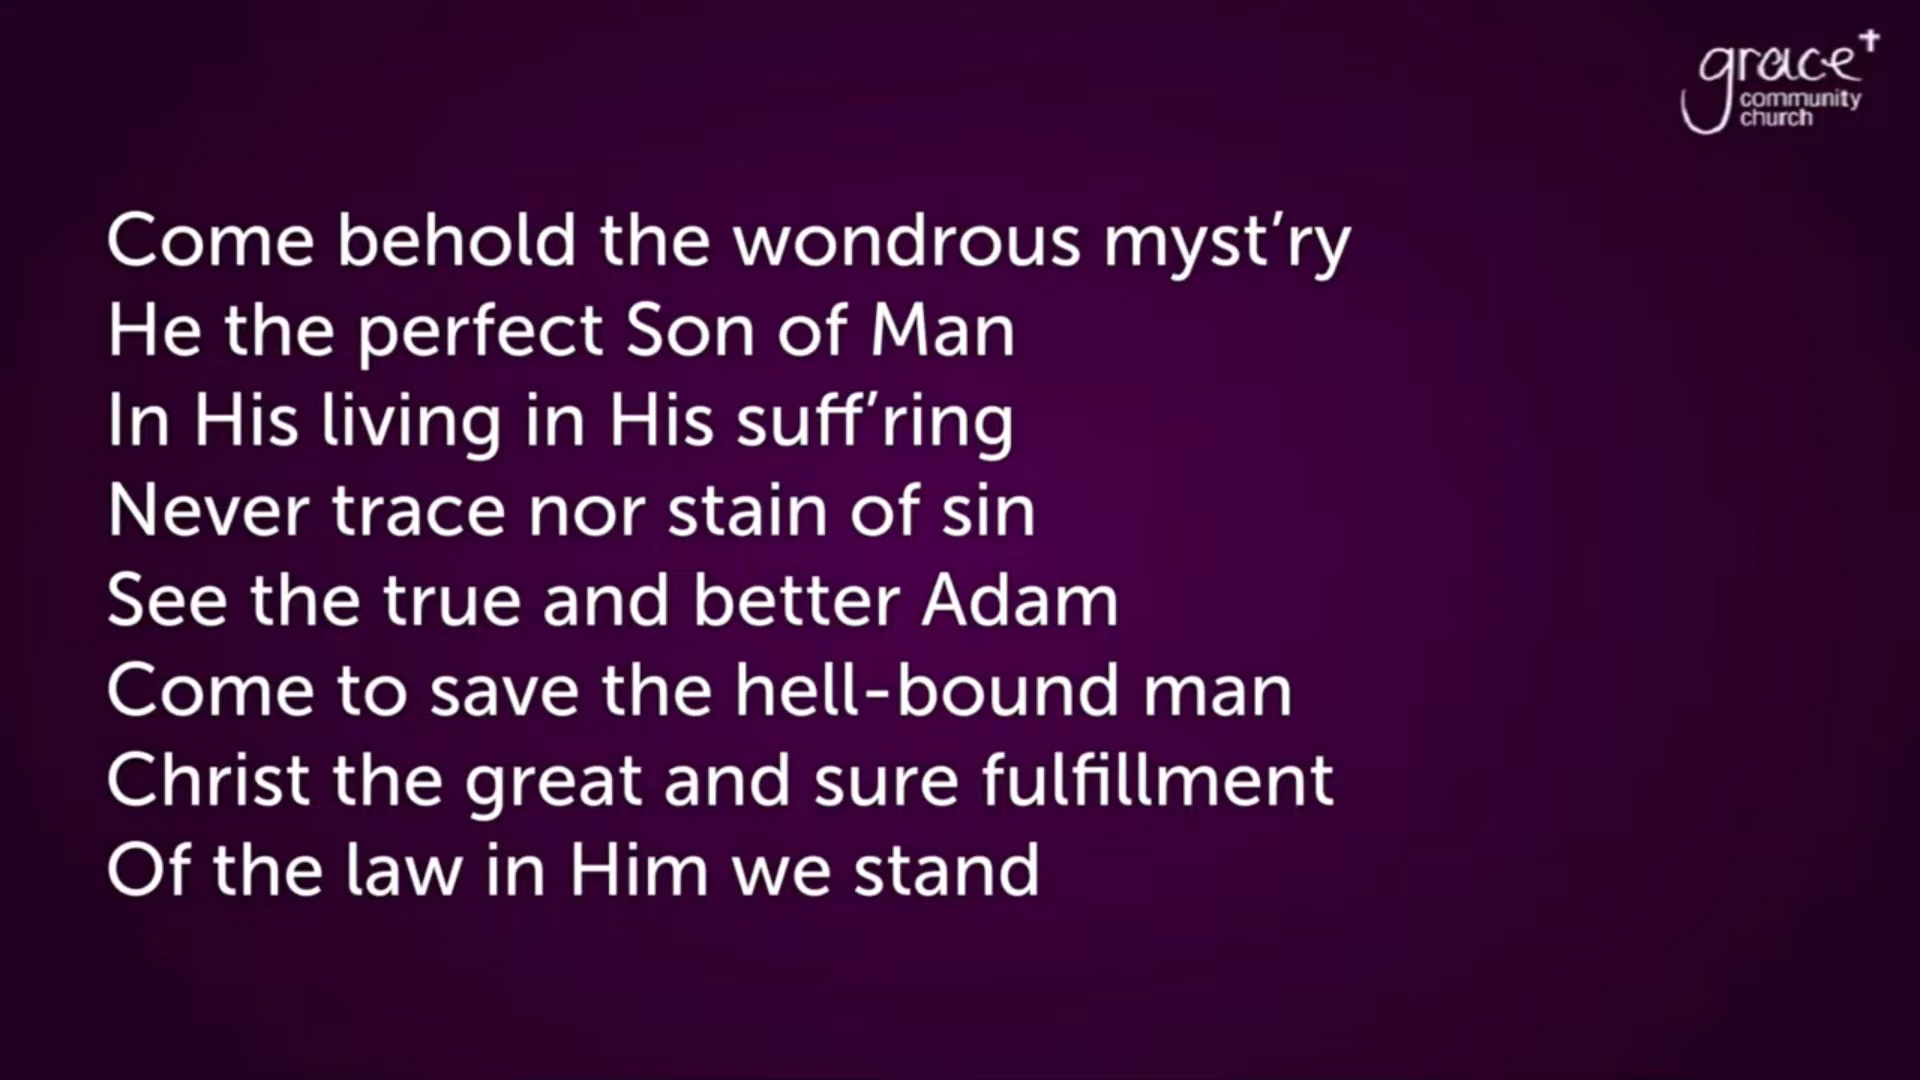 grace
community
church
Come behold the wondrous myst’ry
He the perfect Son of Man
In His living in His suff’ring
Never trace nor stain of sin
See the true and better Adam
Come to save the hell-bound man
Christ the great and sure fulfillment
Of the law in Him we stand